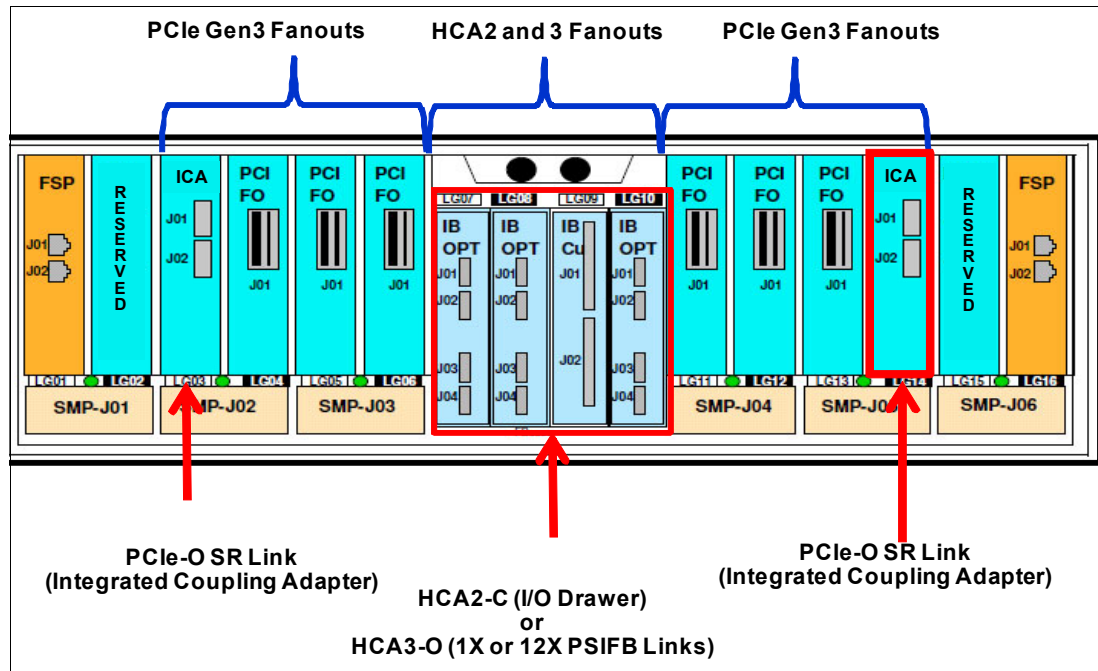 PCIe Gen3 Fanouts
HCA2 and 3 Fanouts
PCIe Gen3 Fanouts
FSP
J01
J02
RESERVED
ICA
J01
J02
PCI
FO
J01
PCI
FO
J01
PCI
FO
J01
LG07
LG08
LG09
LG10
IB
OPT
J01
J02
J03
J04
IB
OPT
J01
J02
J03
J04
IB
Cu
J01
J02
IB
OPT
J01
J02
J03
J04
PCI
FO
J01
PCI
FO
J01
PCI
FO
J01
ICA
J01
J02
RESERVED
FSP
J01
J02
LG01
LG02
LG03
LG04
LG05
LG06
LG11
LG12
LG13
LG14
LG15
LG16
SMP-J01
SMP-J02
SMP-J03
SMP-J04
SMP-J05
SMP-J06
PCIe-O SR Link
(Integrated Coupling Adapter)
HCA2-C (I/O Drawer)
or
HCA3-O (1X or 12X PSIFB Links)
PCIe-O SR Link
(Integrated Coupling Adapter)